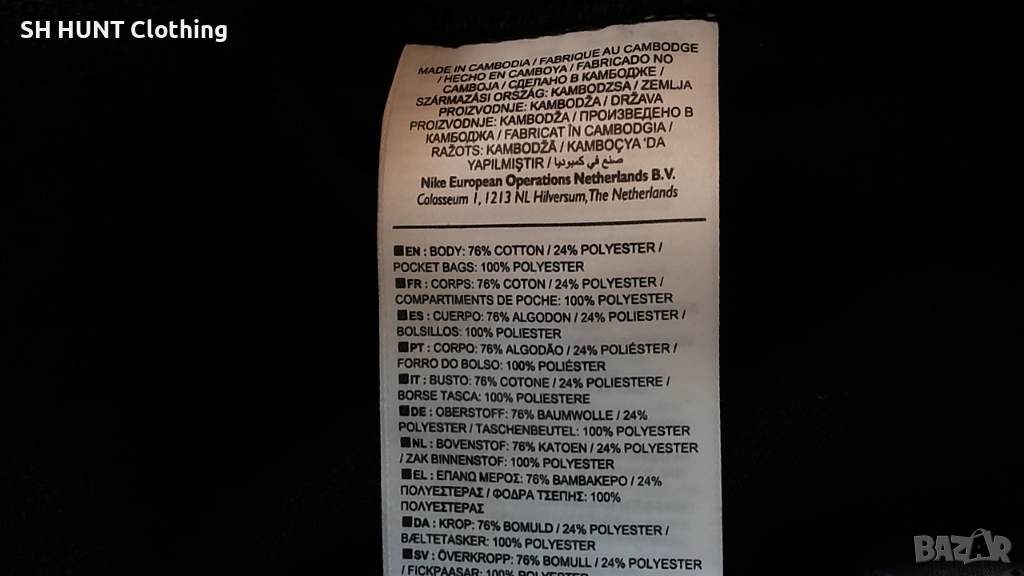 SH HUNT Clothing
MADE IN CAMBODIA / FABRIQUE AU CAMBODGE
/ HECHO EN CAMBOYA / FABRICADO NO
CAMBOJA / СДЕЛАНО В КАМБОДЖЕ /
SZÁRMAZÁSI ORSZÁG: KAMBODZSA / ZEMLJA
PROIZVODNJE: KAMBODŽA / DRŽAVA
PROIZVODNJE: KAMBODŽA / ПРОИЗВЕДЕНО В
КАМБОДЖА / FABRICAT ÎN CAMBODGIA /
RAŽOTS: KAMBODŽĀ / KAMBOÇYA 'DA
YAPILMIŞTIR / صنع في كمبوديا
Nike European Operations Netherlands B.V.
Colosseum 1, 1213 NL Hilversum, The Netherlands
EN : BODY: 76% COTTON / 24% POLYESTER /
POCKET BAGS: 100% POLYESTER
FR : CORPS: 76% COTON / 24% POLYESTER /
COMPARTIMENTS DE POCHE: 100% POLYESTER
ES : CUERPO: 76% ALGODON / 24% POLIESTER /
BOLSILLOS: 100% POLIESTER
PT : CORPO: 76% ALGODÃO / 24% POLIÉSTER /
FORRO DO BOLSO: 100% POLIÉSTER
IT : BUSTO: 76% COTONE / 24% POLIESTERE /
BORSE TASCA: 100% POLIESTERE
DE : OBERSTOFF: 76% BAUMWOLLE / 24%
POLYESTER / TASCHENBEUTEL: 100% POLYESTER
NL : BOVENSTOF: 76% KATOEN / 24% POLYESTER
/ ZAK BINNENSTOF: 100% POLYESTER
EL : ΕΠΑΝΩ ΜΕΡΟΣ: 76% ΒΑΜΒΑΚΕΡΟ / 24%
ΠΟΛΥΕΣΤΕΡΑΣ / ΦΟΔΡΑ ΤΣΕΠΗΣ: 100%
ΠΟΛΥΕΣΤΕΡΑΣ
DA : KROP: 76% BOMULD / 24% POLYESTER /
BÆLTETASKER: 100% POLYESTER
SV : ÖVERKROPP: 76% BOMULL / 24% POLYESTER
/ FICKPAASAR: 100% POLYESTER
BAZAR